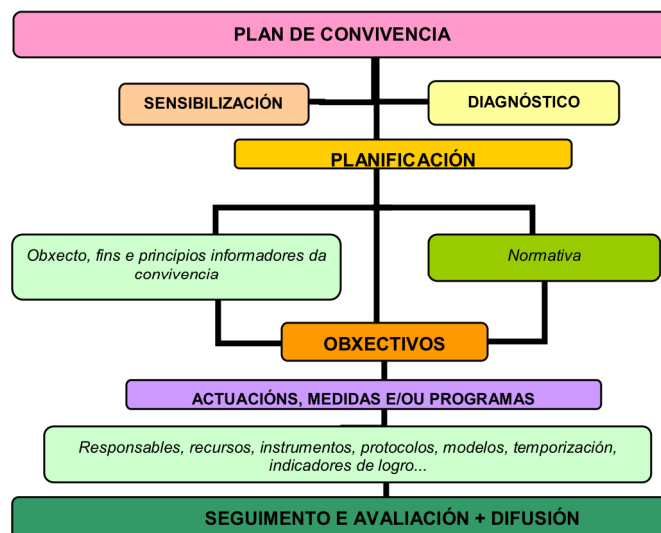 PLAN DE CONVIVENCIA
SENSIBILIZACIÓN
DIAGNÓSTICO
PLANIFICACIÓN
Obxecto, fins e principios informadores da
convivencia
Normativa
OBXECTIVOS
ACTUACIÓNS, MEDIDAS E/OU PROGRAMAS
Responsables, recursos, instrumentos, protocolos, modelos, temporización,
indicadores de logro...
SEGUIMENTO E AVALIACIÓN + DIFUSIÓN